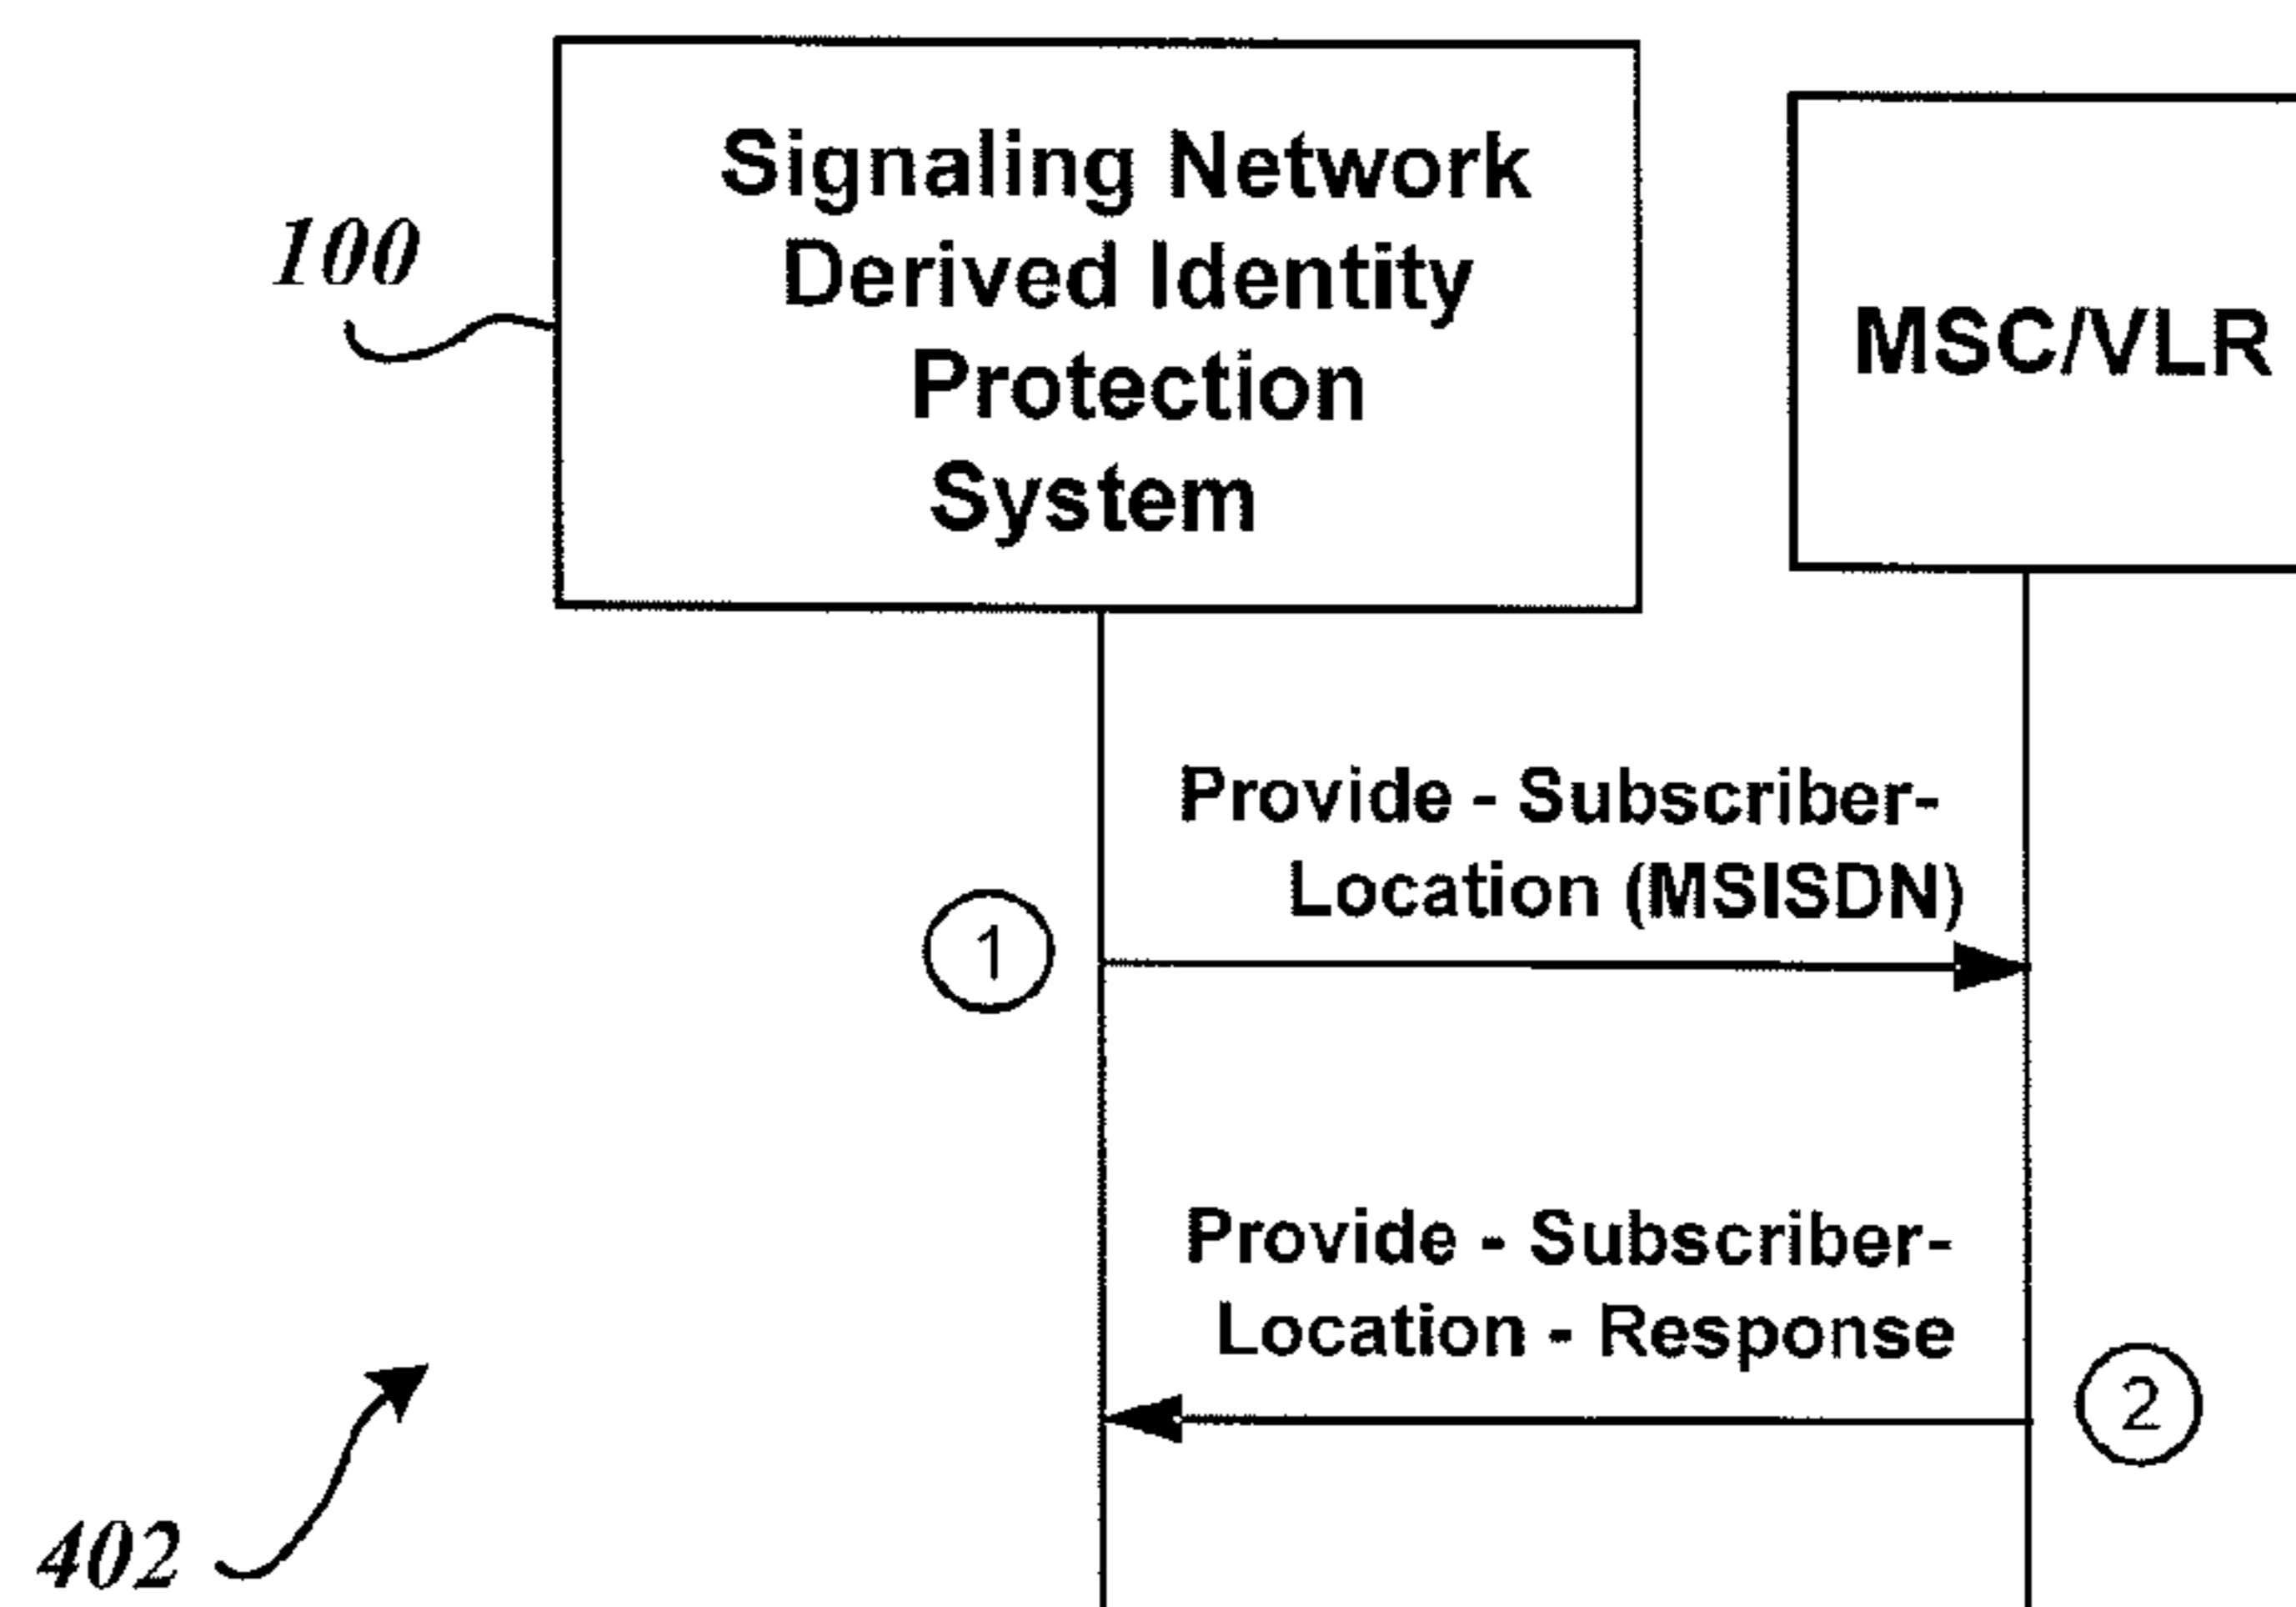 Signaling Network
Derived Identity
Protection
System
100
MSC/VLR
Provide - Subscriber-
Location (MSISDN)
1
Provide - Subscriber-
Location - Response
2
402